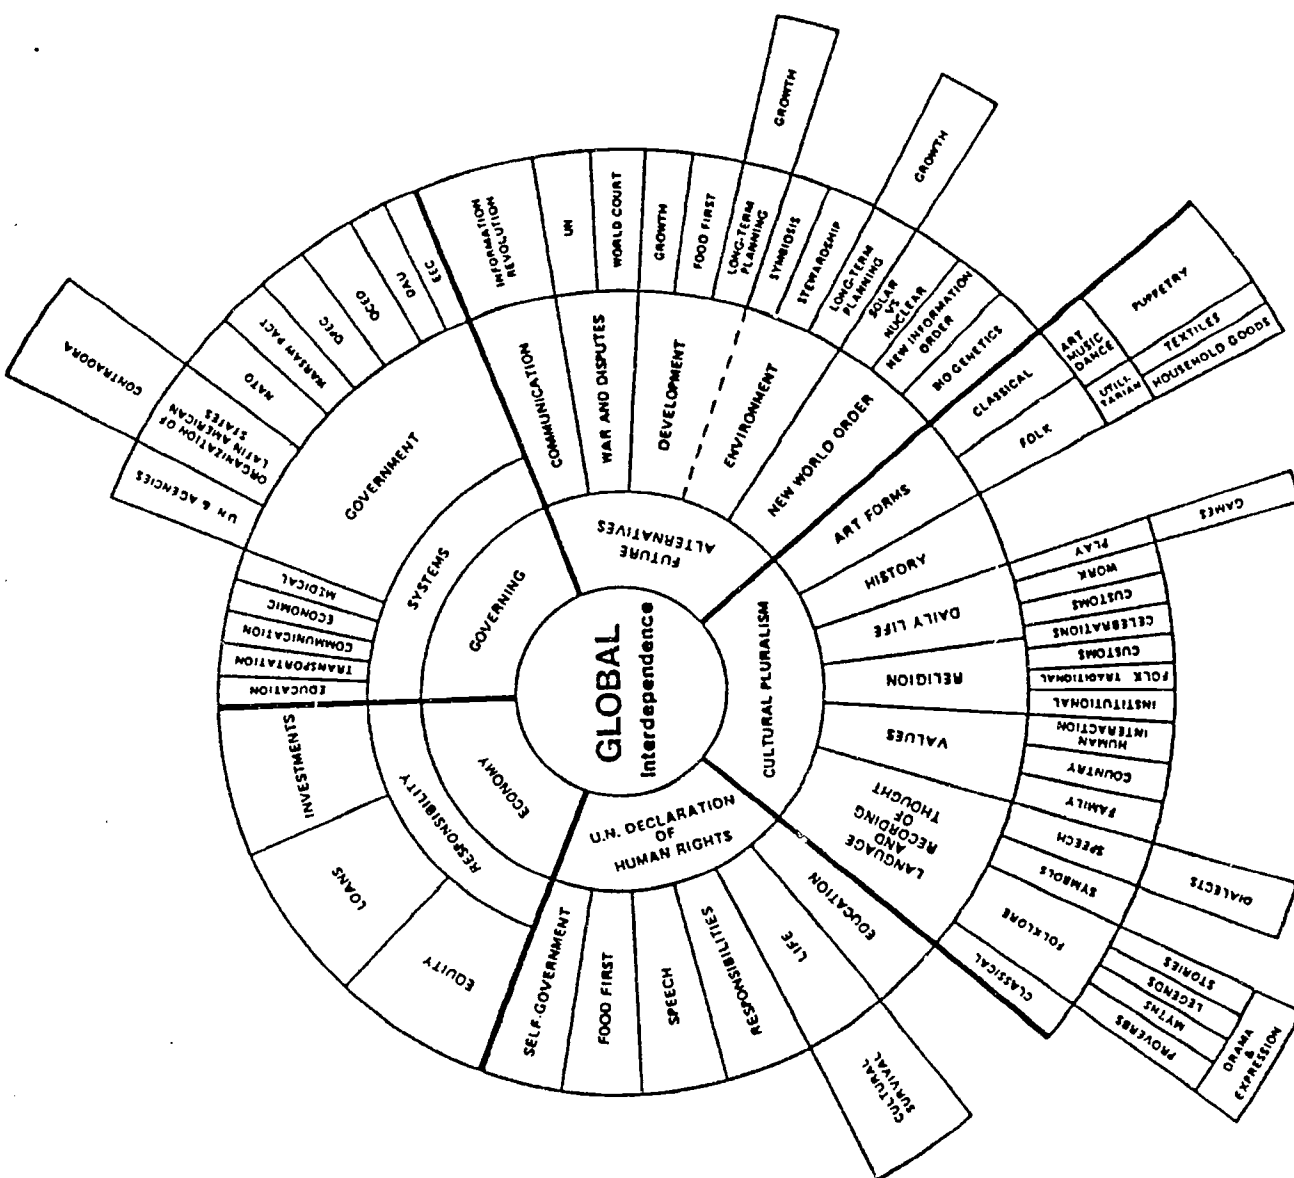 GLOBAL
Interdependence
FUTURE
ALTERNATIVES
COMMUNICATION
INFORMATION
REVOLUTION
WAR AND DISPUTES
UN
WORLD COURT
DEVELOPMENT
GROWTH
FOOD FIRST
LONG-TERM
PLANNING
GROWTH
ENVIRONMENT
SYMBIOSIS
STEWARDSHIP
LONG-TERM
PLANNING
GROWTH
NEW WORLD ORDER
SOLAR
VS
NUCLEAR
NEW INFORMATION
ORDER
BIO GENETICS
CULTURAL PLURALISM
ART FORMS
CLASSICAL
ART
MUSIC
DANCE
PUPPETRY
FOLK
UTILI
TARIAN
TEXTILES
HOUSEHOLD GOODS
HISTORY
DAILY LIFE
PLAY
GAMES
WORK
CUSTOMS
CELEBRATIONS
RELIGION
CUSTOMS
FOLK TRADITIONAL
INSTITUTIONAL
VALUES
HUMAN
INTERACTION
COUNTRY
FAMILY
LANGUAGE
AND
RECORDING
OF
THOUGHT
SPEECH
DIALECTS
SYMBOLS
FOLKLORE
STORIES
LEGENDS
MYTHS
PROVERBS
DRAMA
&
EXPRESSION
CLASSICAL
U.N. DECLARATION
OF
HUMAN RIGHTS
EDUCATION
LIFE
CULTURAL
SURVIVAL
RESPONSIBILITIES
SPEECH
FOOD FIRST
SELF-GOVERNMENT
ECONOMY
RESPONSIBILITY
EQUITY
LOANS
INVESTMENTS
GOVERNING
SYSTEMS
EDUCATION
TRANSPORTATION
COMMUNICATION
ECONOMIC
MEDICAL
GOVERNMENT
UN & AGENCIES
ORGANIZATION OF
LATIN AMERICAN
STATES
CONTRADORA
NATO
WARSAW PACT
OPEC
OCED
OAU
EEC